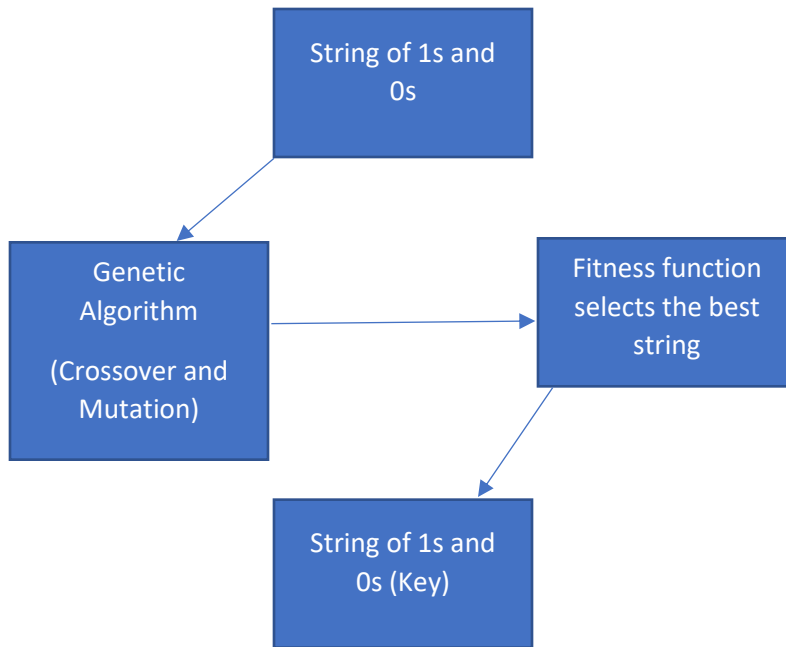 String of 1s and
0s
Genetic
Algorithm
(Crossover and
Mutation)
Fitness function
selects the best
string
String of 1s and
0s (Key)